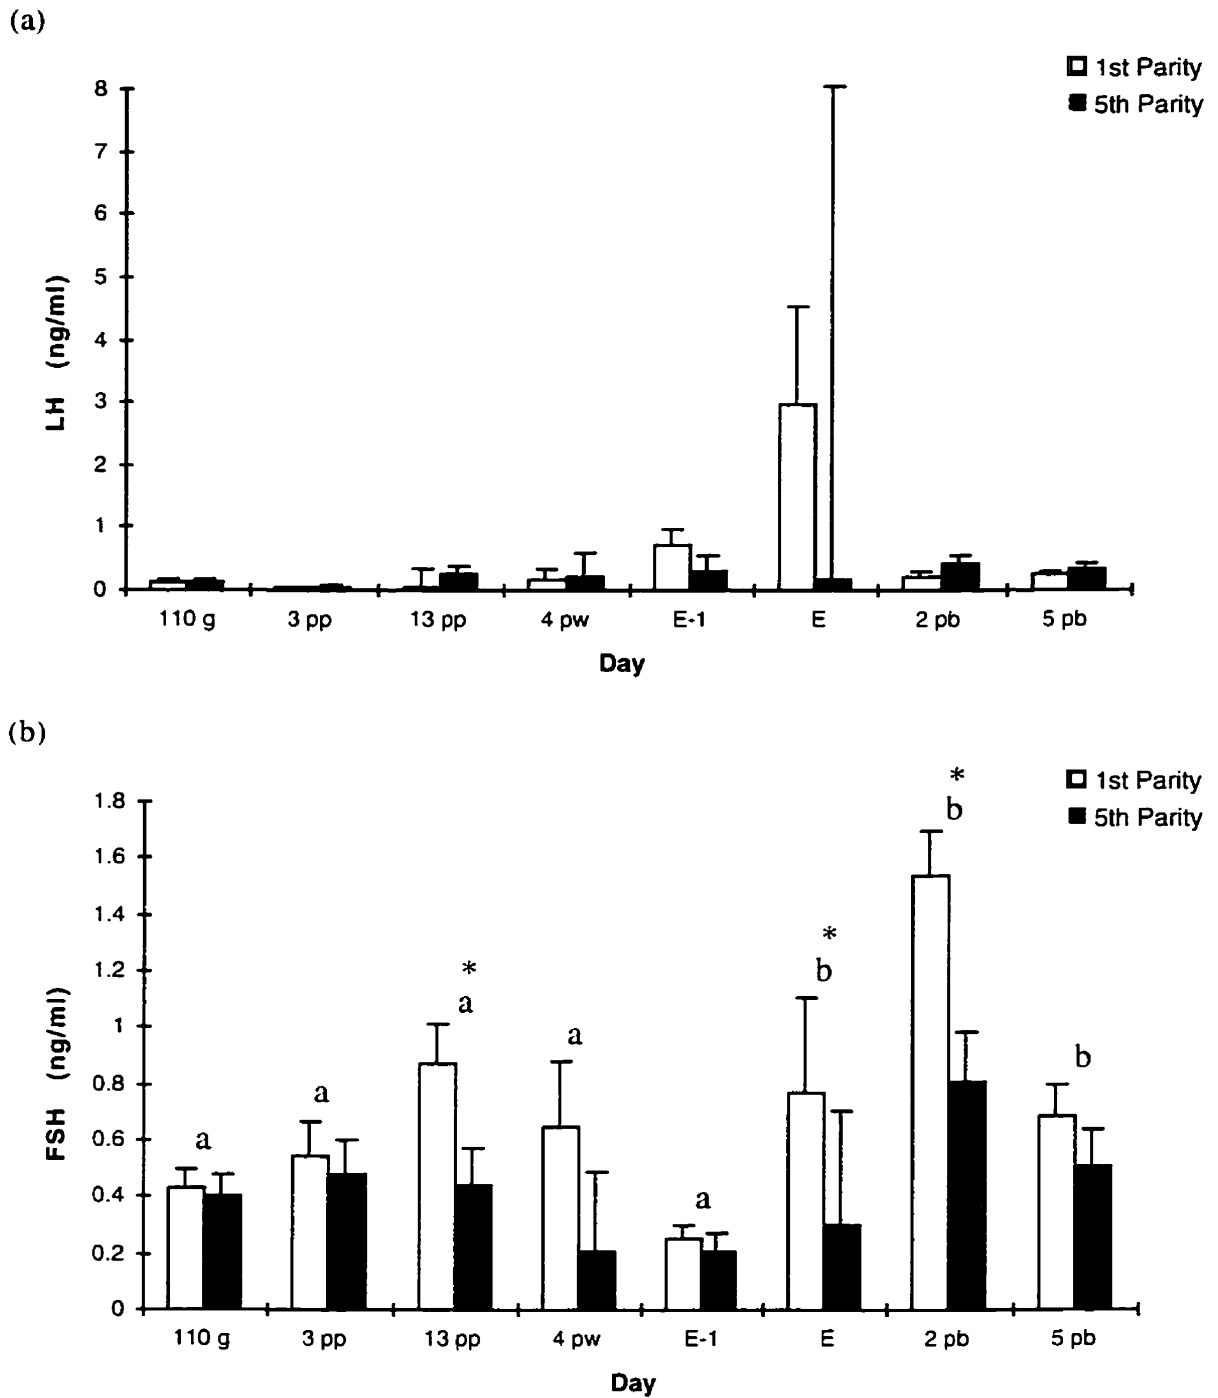 (a)
1st Parity
5th Parity
8
7
6
5
4
3
2
1
0
LH (ng/ml)
110 g 3 pp 13 pp 4 pw E-1 E 2 pb 5 pb
Day
(b)
1st Parity
5th Parity
1.8
1.6
1.4
1.2
1
0.8
0.6
0.4
0.2
0
FSH (ng/ml)
*
b
*
b
*
a
a
b
a
a
a
110 g 3 pp 13 pp 4 pw E-1 E 2 pb 5 pb
Day